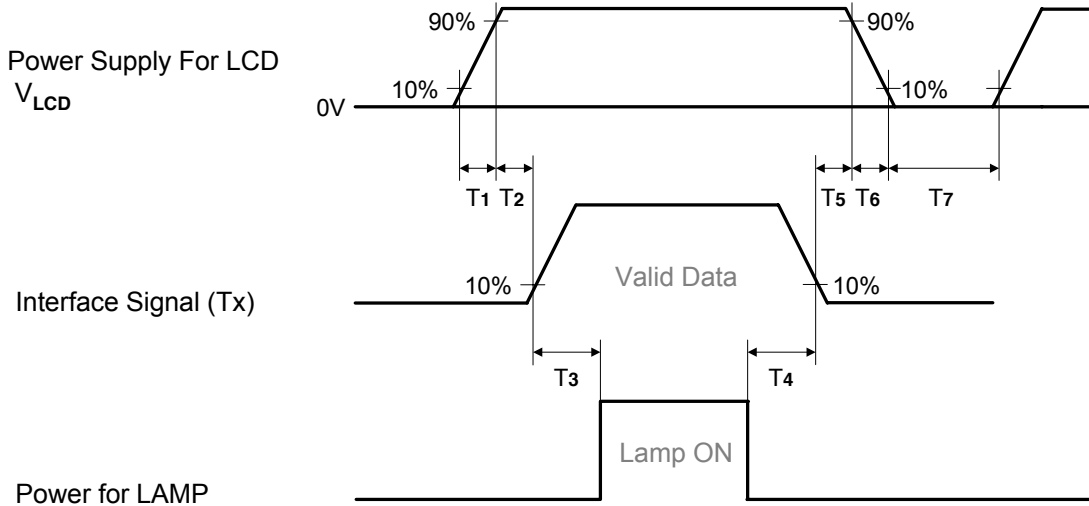 90% 90%
Power Supply For LCD
VLCD
10% 10%
0V
T1 T2 T5 T6 T7
Valid Data
10% 10%
Interface Signal (Tx)
T3 T4
Lamp ON
Power for LAMP